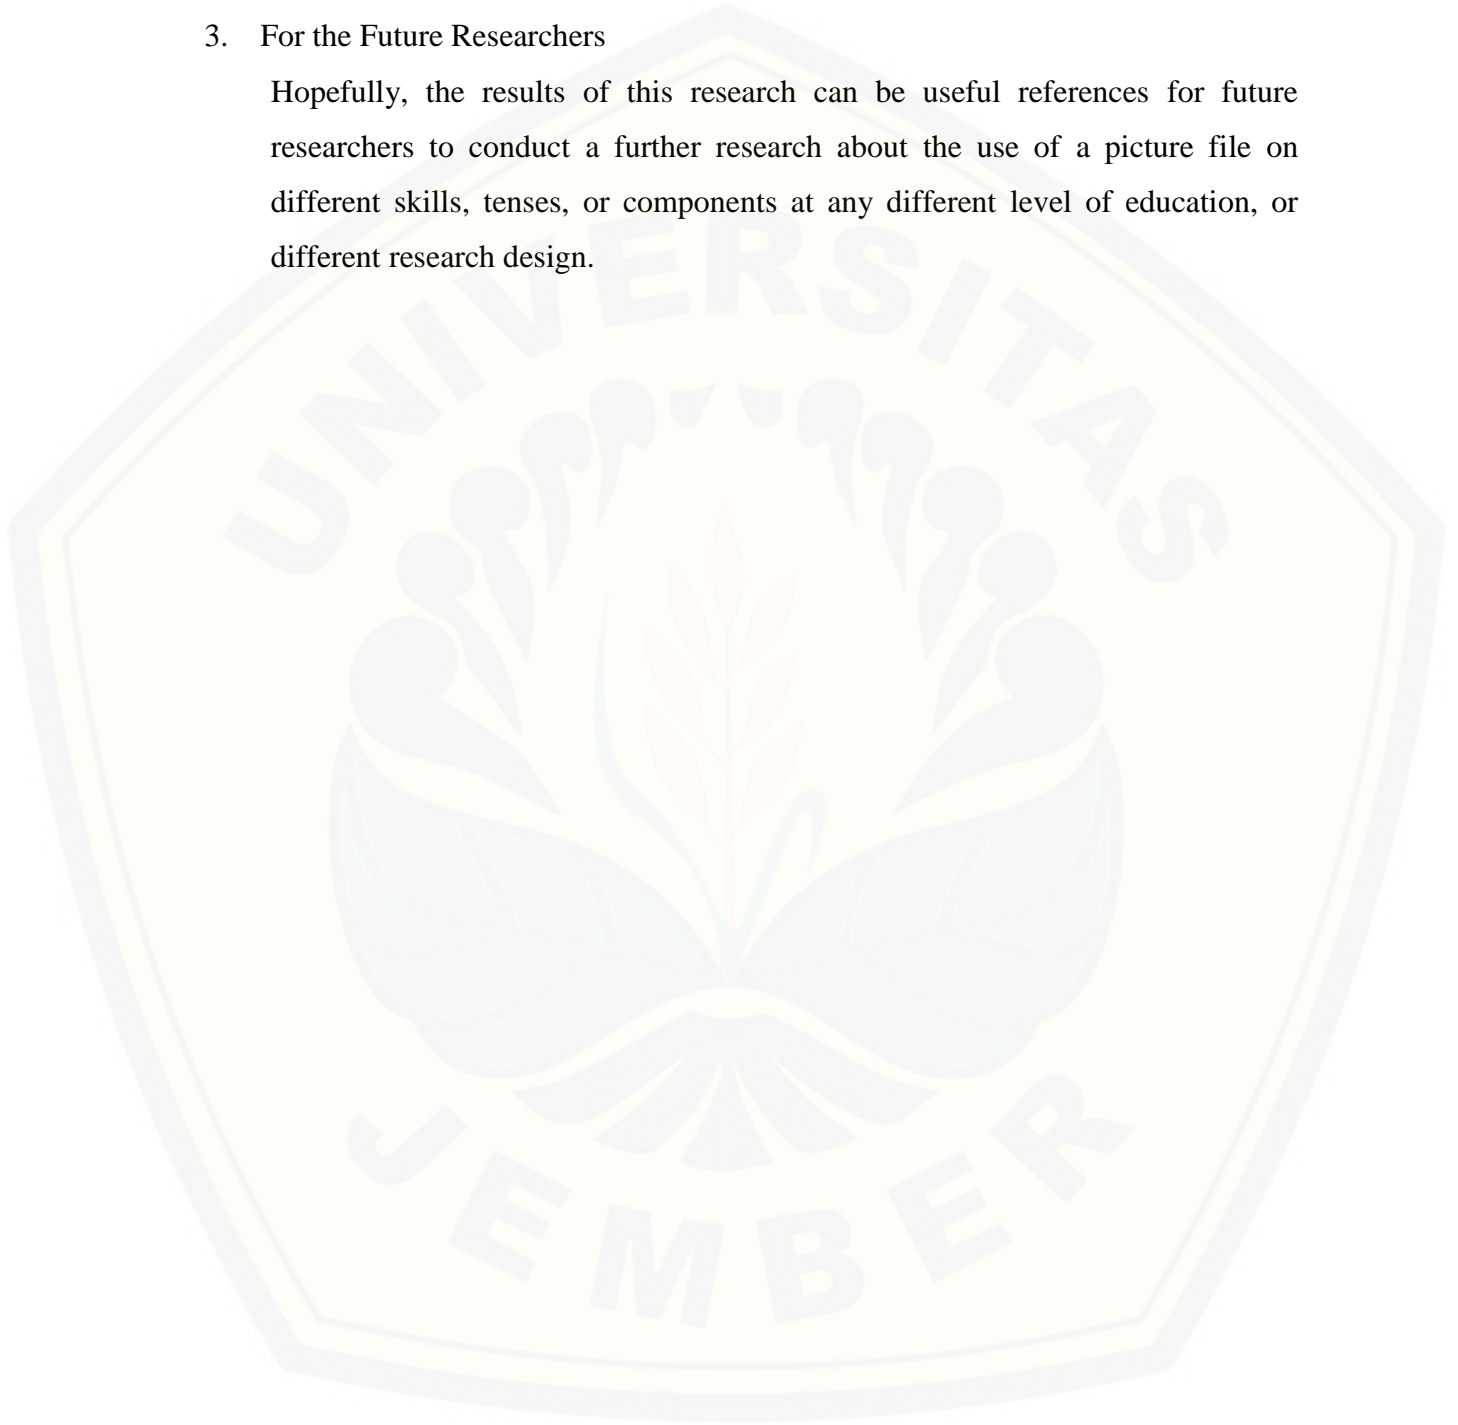 3. For the Future Researchers
Hopefully, the results of this research can be useful references for future
researchers to conduct a further research about the use of a picture file on
different skills, tenses, or components at any different level of education, or
different research design.
UNIVERSITAS
JEMBER